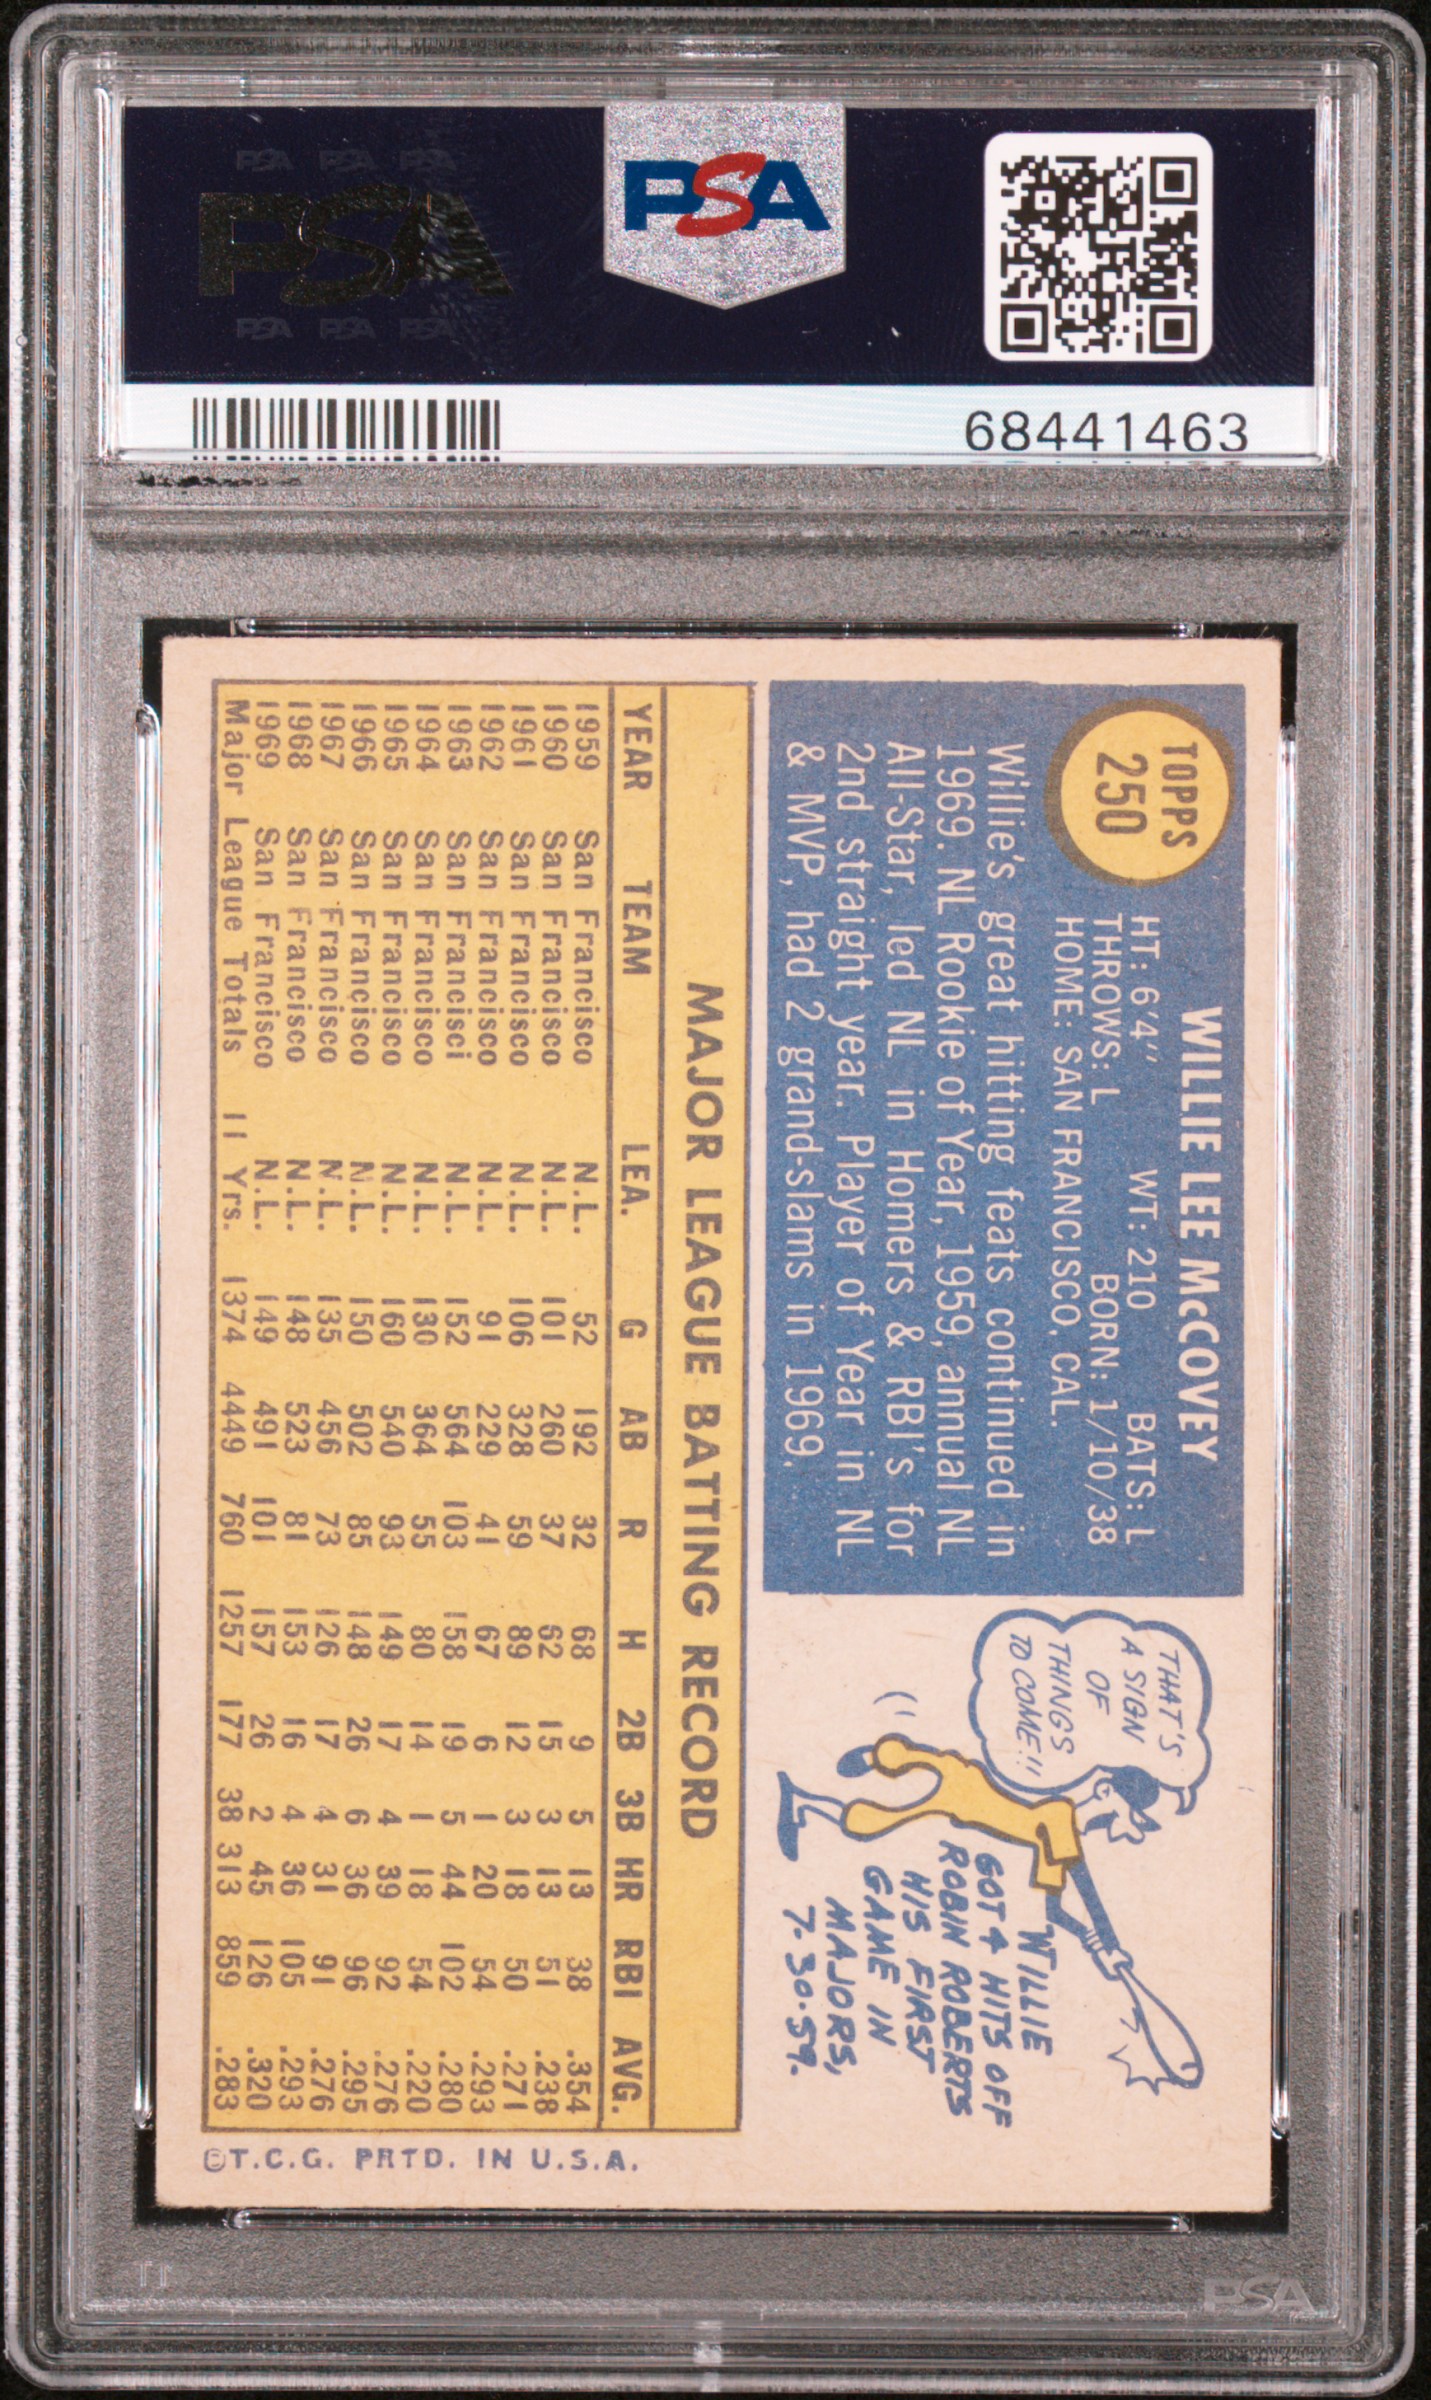 PSA PSA PSA
PSA
PSA PSA PSA
PSA
68441463
TOPPS
250
WILLIE LEE McCOVEY
HT: 6'4" WT: 210 BATS: L
THROWS: L BORN: 1/10/38
HOME: SAN FRANCISCO, CAL.
Willie's great hitting feats continued in
1969. NL Rookie of Year, 1959, annual NL
All-Star, led NL in Homers & RBI's for
2nd straight year. Player of Year in NL
& MVP, had 2 grand-slams in 1969.
THAT'S
A SIGN
OF
THINGS
TO COME!!
WILLIE
GOT 4 HITS OFF
ROBIN ROBERTS
HIS FIRST
GAME IN
MAJORS,
7-30-59.
MAJOR LEAGUE BATTING RECORD
YEAR TEAM LEA. G AB R H 2B 3B HR RBI AVG.
1959 San Francisco N.L. 52 192 32 68 9 5 13 38 .354
1960 San Francisco N.L. 101 260 37 62 15 3 13 51 .238
1961 San Francisco N.L. 106 328 59 89 12 3 18 50 .271
1962 San Francisco N.L. 91 229 41 67 6 1 20 54 .293
1963 San Francisci N.L. 152 564 103 158 19 5 44 102 .280
1964 San Francisco N.L. 130 364 55 80 14 1 18 54 .220
1965 San Francisco N.L. 160 540 93 149 17 4 39 92 .276
1966 San Francisco N.L. 150 502 85 148 26 6 36 96 .295
1967 San Francisco N.L. 135 456 73 126 17 4 31 91 .276
1968 San Francisco N.L. 148 523 81 153 16 4 36 105 .293
1969 San Francisco N.L. 149 491 101 157 26 2 45 126 .320
Major League Totals 11 Yrs. 1374 4449 760 1257 177 38 313 859 .283
©T.C.G. PRTD. IN U.S.A.
PSA